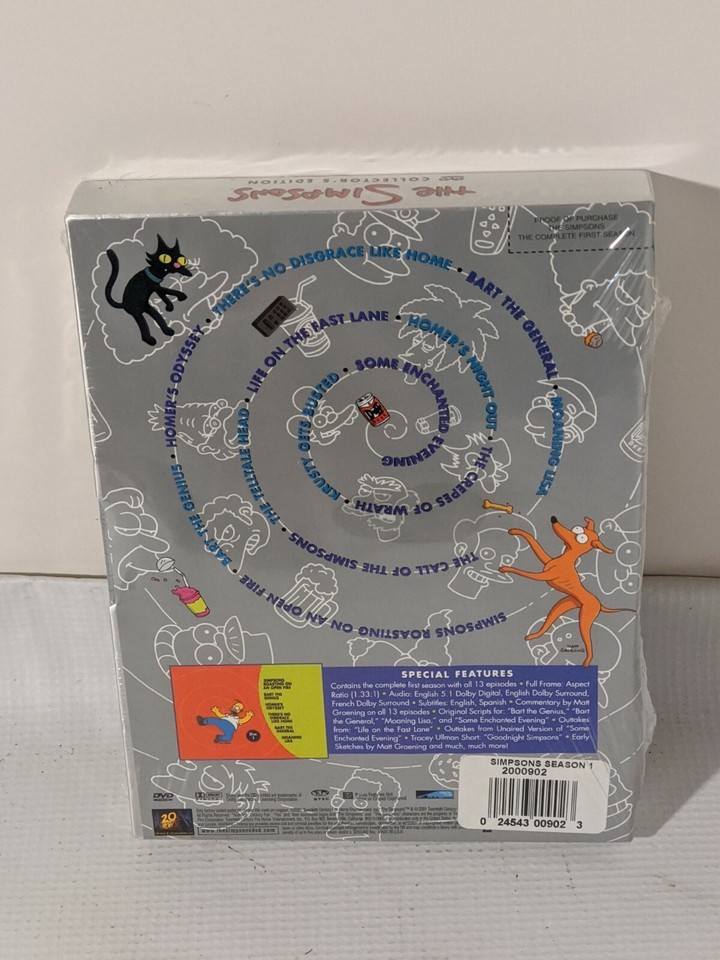 THE SIMPSONS
COLLECTOR'S EDITION
PROOF OF PURCHASE
THE SIMPSONS
THE COMPLETE FIRST SEASON
SIMPSONS ROASTING ON AN OPEN FIRE • BART THE GENIUS • HOMER'S ODYSSEY • THERE'S NO DISGRACE LIKE HOME • BART THE GENERAL • MOANING LISA
THE CALL OF THE SIMPSONS • THE TELLTALE HEAD • LIFE ON THE FAST LANE • HOMER'S NIGHT OUT • THE CREPES OF WRATH • KRUSTY GETS BUSTED • SOME ENCHANTED EVENING
SIMPSONS
ROASTING ON
AN OPEN FIRE
BART THE
GENIUS
HOMER'S
ODYSSEY
THERE'S NO
DISGRACE
LIKE HOME
BART THE
GENERAL
MOANING
LISA
SPECIAL FEATURES
Contains the complete first season with all 13 episodes • Full Frame: Aspect
Ratio (1.33:1) • Audio: English 5.1 Dolby Digital, English Dolby Surround,
French Dolby Surround • Subtitles: English, Spanish • Commentary by Matt
Groening on all 13 episodes • Original Scripts for: "Bart the Genius," "Bart
the General," "Moaning Lisa," and "Some Enchanted Evening" • Outtakes
from: "Life on the Fast Lane" • Outtakes from Unaired Version of "Some
Enchanted Evening" • Tracey Ullman Short: "Goodnight Simpsons" • Early
Sketches by Matt Groening and much, much more!
SIMPSONS SEASON 1
2000902
0 24543 00902 3
DVD
20
www.thesimpsonsdvd.com